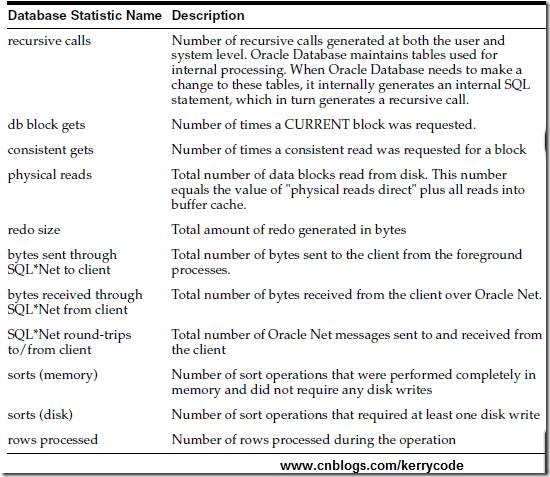 Database Statistic Name Description
recursive calls Number of recursive calls generated at both the user and
system level. Oracle Database maintains tables used for
internal processing. When Oracle Database needs to make a
change to these tables, it internally generates an internal SQL
statement, which in turn generates a recursive call.
db block gets Number of times a CURRENT block was requested.
consistent gets Number of times a consistent read was requested for a block
physical reads Total number of data blocks read from disk. This number
equals the value of "physical reads direct" plus all reads into
buffer cache.
redo size Total amount of redo generated in bytes
bytes sent through Total number of bytes sent to the client from the foreground
SQL*Net to client processes.
bytes received through Total number of bytes received from the client over Oracle Net.
SQL*Net from client
SQL*Net round-trips Total number of Oracle Net messages sent to and received from
to/from client the client
sorts (memory) Number of sort operations that were performed completely in
memory and did not require any disk writes
sorts (disk) Number of sort operations that required at least one disk write
rows processed Number of rows processed during the operation
www.cnblogs.com/kerrycode